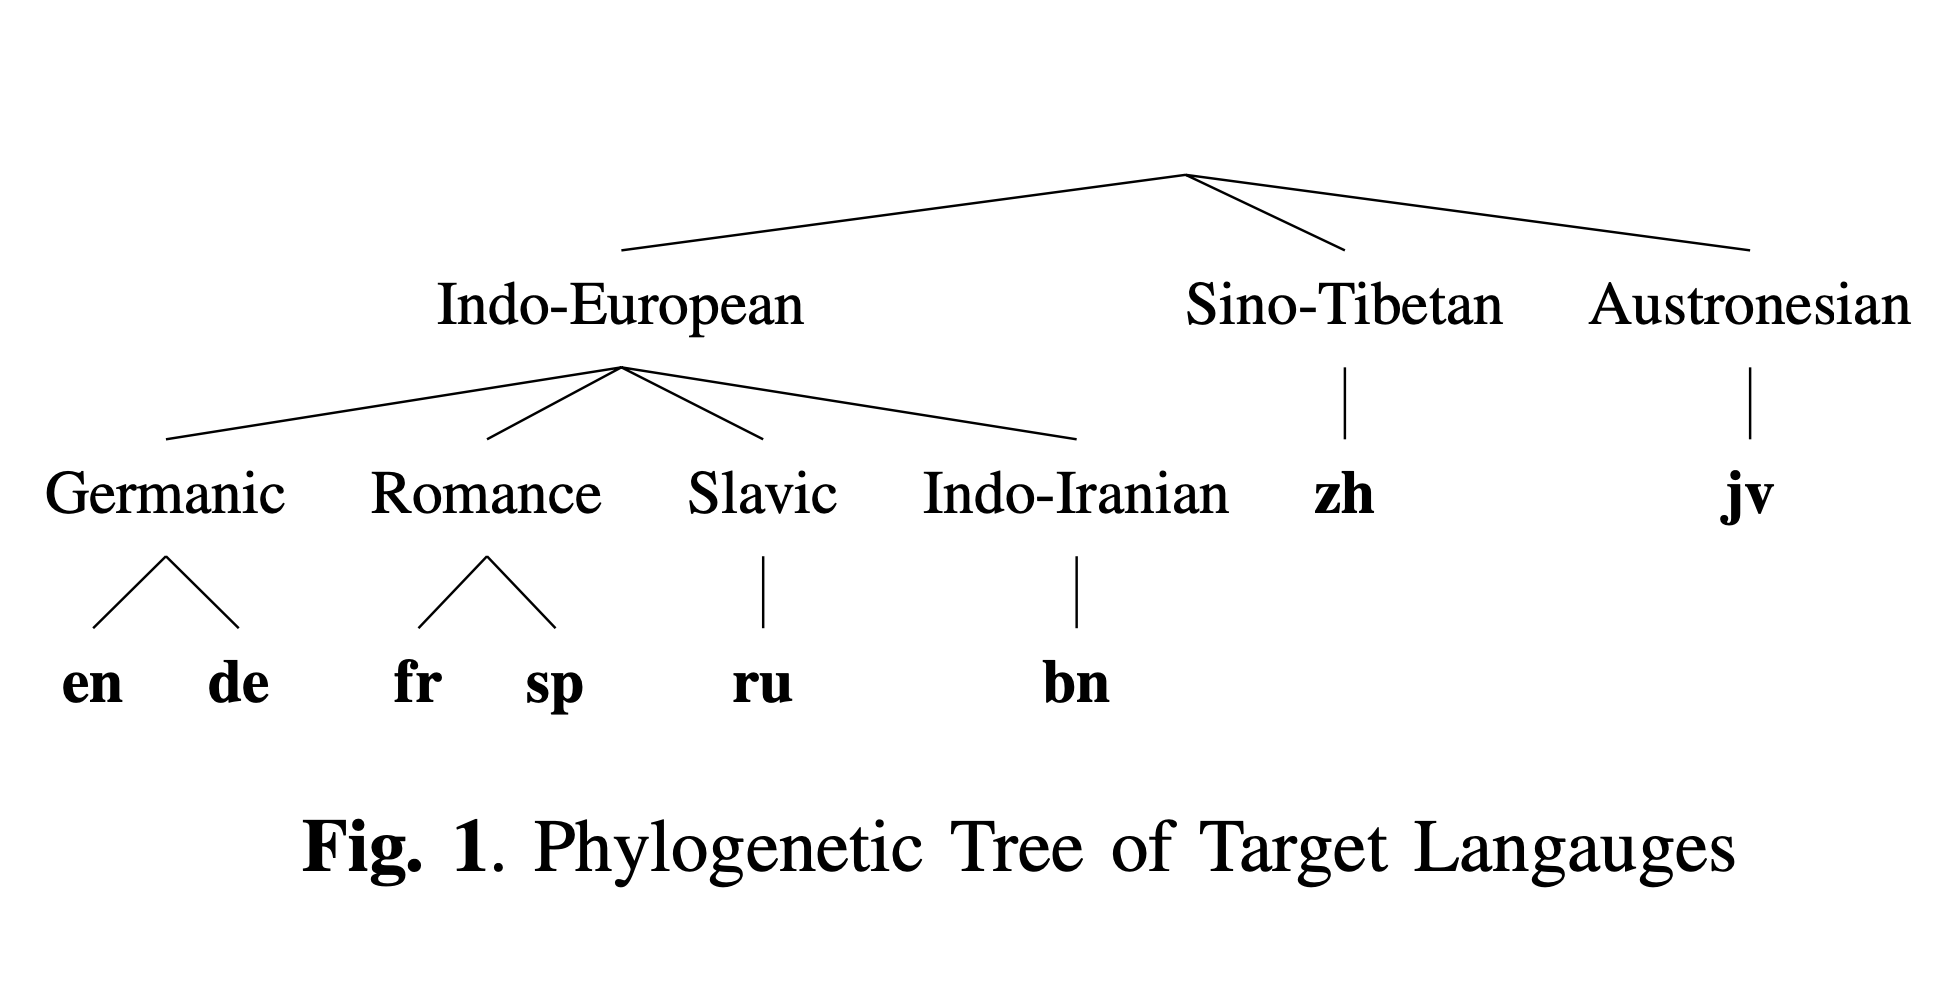 Indo-European Sino-Tibetan Austronesian
Germanic Romance Slavic Indo-Iranian zh jv
en de fr sp ru bn
Fig. 1. Phylogenetic Tree of Target Langauges